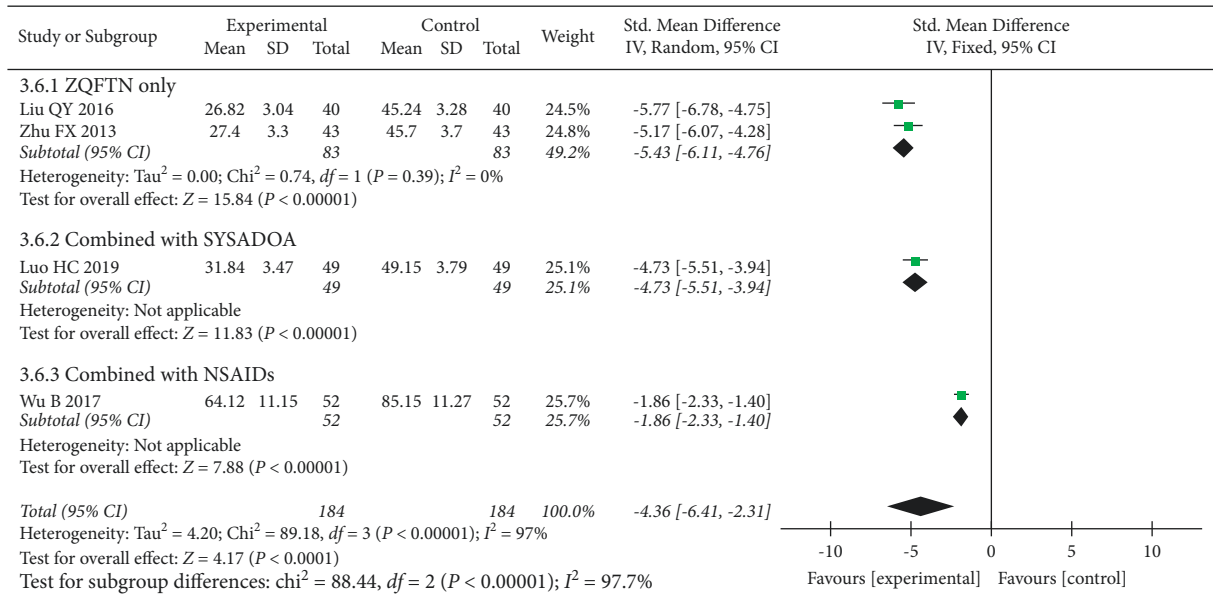 Study or Subgroup Experimental Control Weight Std. Mean Difference Std. Mean Difference
Mean SD Total Mean SD Total IV, Random, 95% CI IV, Fixed, 95% CI
3.6.1 ZQFTN only
Liu QY 2016 26.82 3.04 40 45.24 3.28 40 24.5% -5.77 [-6.78, -4.75]
Zhu FX 2013 27.4 3.3 43 45.7 3.7 43 24.8% -5.17 [-6.07, -4.28]
Subtotal (95% CI) 83 83 49.2% -5.43 [-6.11, -4.76]
Heterogeneity: Tau² = 0.00; Chi² = 0.74, df = 1 (P = 0.39); I² = 0%
Test for overall effect: Z = 15.84 (P < 0.00001)
3.6.2 Combined with SYSADOA
Luo HC 2019 31.84 3.47 49 49.15 3.79 49 25.1% -4.73 [-5.51, -3.94]
Subtotal (95% CI) 49 49 25.1% -4.73 [-5.51, -3.94]
Heterogeneity: Not applicable
Test for overall effect: Z = 11.83 (P < 0.00001)
3.6.3 Combined with NSAIDs
Wu B 2017 64.12 11.15 52 85.15 11.27 52 25.7% -1.86 [-2.33, -1.40]
Subtotal (95% CI) 52 52 25.7% -1.86 [-2.33, -1.40]
Heterogeneity: Not applicable
Test for overall effect: Z = 7.88 (P < 0.00001)
Total (95% CI) 184 184 100.0% -4.36 [-6.41, -2.31]
Heterogeneity: Tau² = 4.20; Chi² = 89.18, df = 3 (P < 0.00001); I² = 97%
Test for overall effect: Z = 4.17 (P < 0.0001)
Test for subgroup differences: chi² = 88.44, df = 2 (P < 0.00001); I² = 97.7%
-10 -5 0 5 10
Favours [experimental] Favours [control]